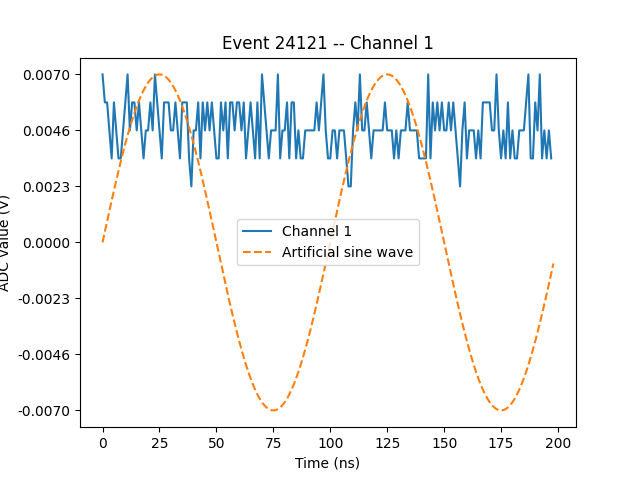 Event 24121 -- Channel 1
0.0070
0.0046
0.0023
0.0000
-0.0023
-0.0046
-0.0070
ADC Value (V)
Channel 1
Artificial sine wave
0 25 50 75 100 125 150 175 200
Time (ns)